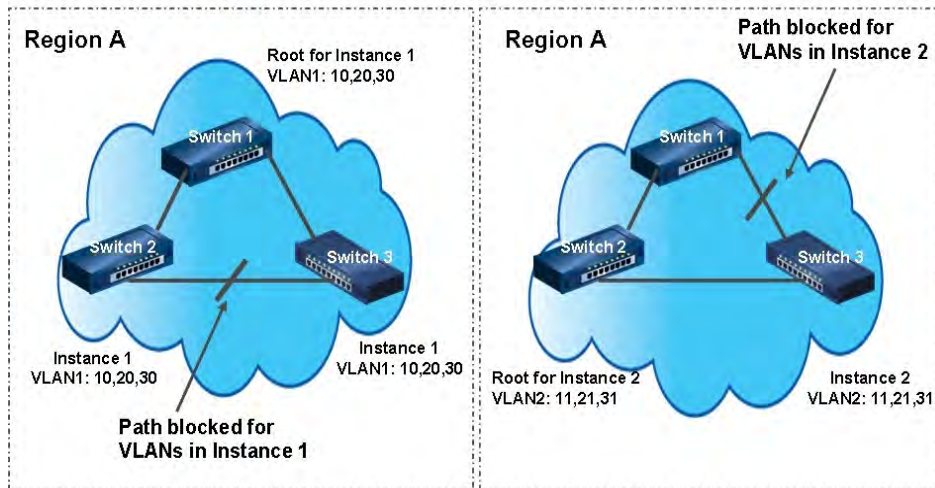 Region A
Root for Instance 1
VLAN1: 10,20,30
Switch 1
Switch 2
Switch 3
Instance 1
VLAN1: 10,20,30
Instance 1
VLAN1: 10,20,30
Path blocked for
VLANs in Instance 1
Region A
Path blocked for
VLANs in Instance 2
Switch 1
Switch 2
Switch 3
Root for Instance 2
VLAN2: 11,21,31
Instance 2
VLAN2: 11,21,31